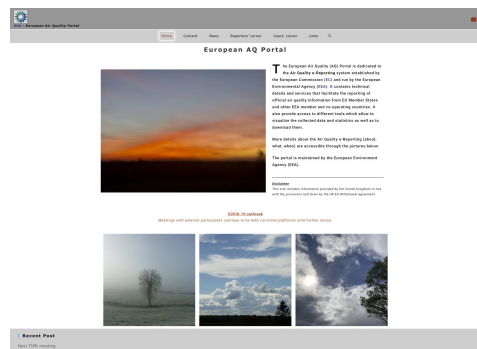 EEA - European Air Quality Portal
Home Content News Reporters' corner Users' corner Links
European AQ Portal
The European Air Quality (AQ) Portal is dedicated to
the Air Quality e-Reporting system established by
the European Commission (EC) and run by the European
Environmental Agency (EEA). It contains technical
details and services that facilitate the reporting of
official air quality information from EU Member States
and other EEA member and co-operating countries. It
also provide access to different tools which allow to
visualize the collected data and statistics as well as to
download them.
More details about the Air Quality e-Reporting (about,
what, when) are accessible through the pictures below.
The portal is maintained by the European Environment
Agency (EEA).
Disclaimer
This site includes information provided by the United Kingdom in line
with the provisions laid down by the UK-EU Withdrawal agreement.
COVID-19 outbreak
Meetings with external participants continue to be held via online platforms until further notice.
Recent Post
Next TSPE meeting